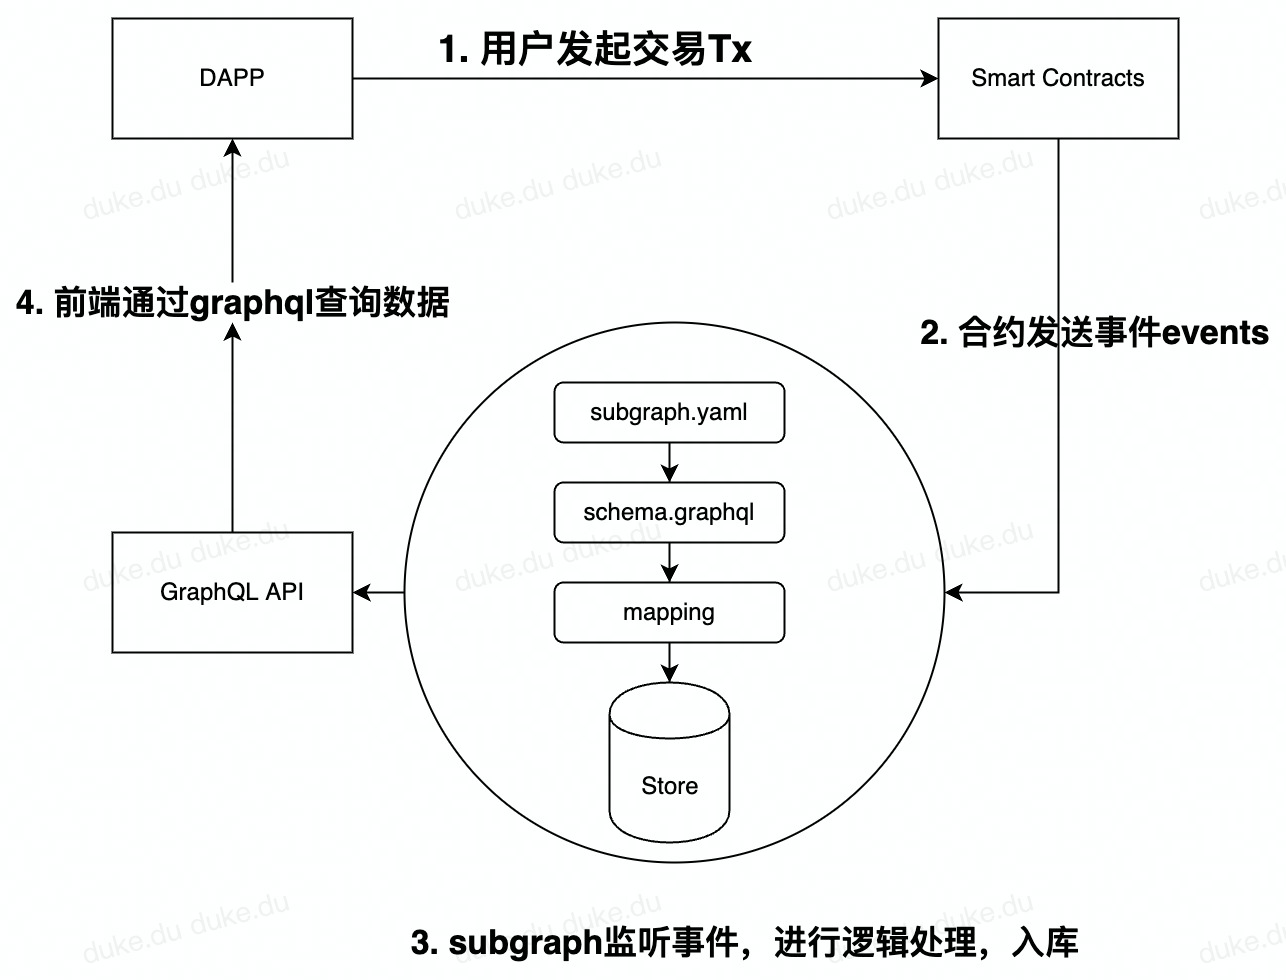 1. 用户发起交易Tx
DAPP
Smart Contracts
duke.du duke.du
duke.du duke.du
duke.du duke.du
duke.du
4. 前端通过graphql查询数据
2. 合约发送事件events
subgraph.yaml
schema.graphql
duke.du duke.du
duke.du duke.du
duke.du duke.du
duke.du
GraphQL API
mapping
Store
duke.du duke.du
duke.du duke.du
duke.du duke.du
duke.du
3. subgraph监听事件，进行逻辑处理，入库